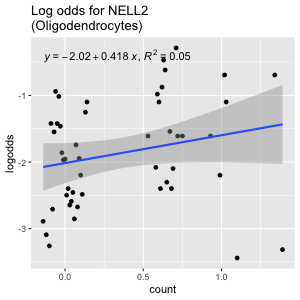 Log odds for NELL2
(Oligodendrocytes)
y = −2.02 + 0.418 x, R² = 0.05
logodds
-1
-2
-3
0.0
0.5
1.0
count